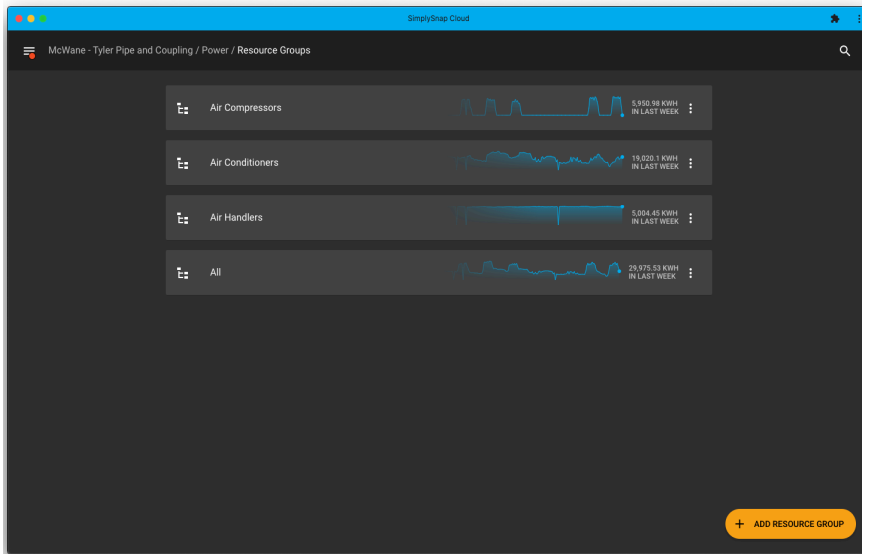 SimplySnap Cloud
McWane - Tyler Pipe and Coupling / Power / Resource Groups
Air Compressors
5,950.98 KWH
IN LAST WEEK
Air Conditioners
19,020.1 KWH
IN LAST WEEK
Air Handlers
5,004.45 KWH
IN LAST WEEK
All
29,975.53 KWH
IN LAST WEEK
+ ADD RESOURCE GROUP